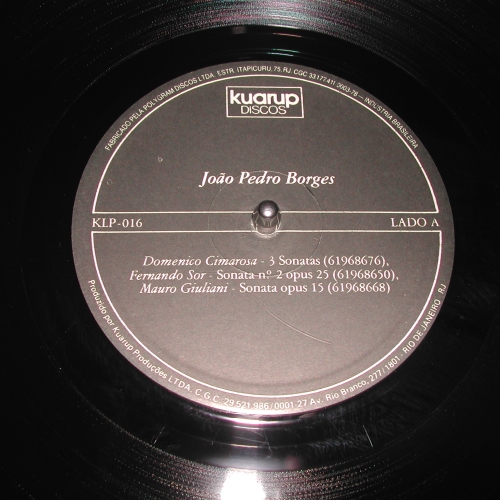 FABRICADO PELA POLYGRAM DISCOS LTDA. ESTR. ITAPICURU, 75, RJ. CGC 33177411/0003-78 - INDÚSTRIA BRASILEIRA
kuarup
DISCOS
João Pedro Borges
KLP-016
LADO A
Domenico Cimarosa - 3 Sonatas (61968676),
Fernando Sor - Sonata nº 2 opus 25 (61968650),
Mauro Giuliani - Sonata opus 15 (61968668)
Produzido por Kuarup Produções LTDA. C.G.C. 29.521.986/0001-27 Av. Rio Branco, 277/1801 - RIO DE JANEIRO - RJ